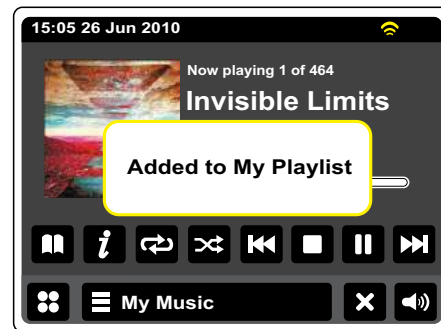 15:05 26 Jun 2010
Now playing 1 of 464
Invisible Limits
Added to My Playlist
My Music